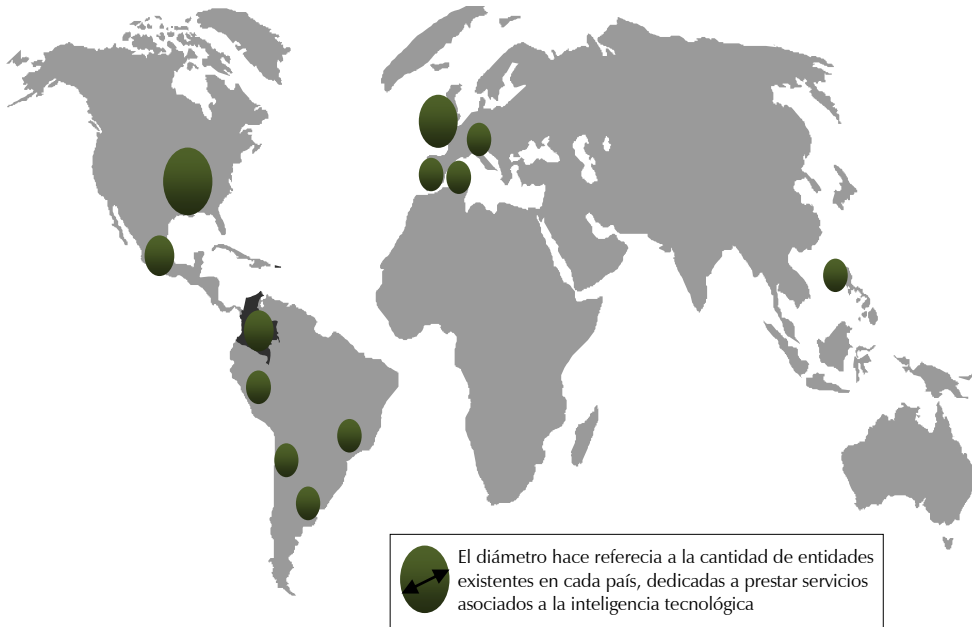 El diámetro hace referecia a la cantidad de entidades
existentes en cada país, dedicadas a prestar servicios
asociados a la inteligencia tecnológica